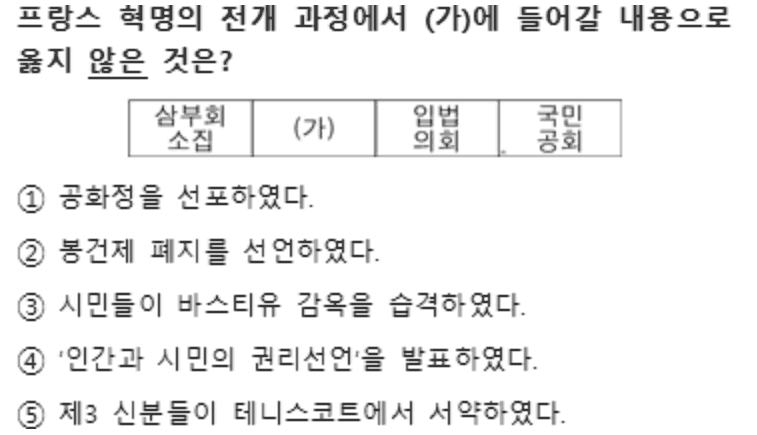 프랑스 혁명의 전개 과정에서 (가)에 들어갈 내용으로
옳지 않은 것은?
삼부회 소집
(가)
입법 의회
국민 공회
① 공화정을 선포하였다.
② 봉건제 폐지를 선언하였다.
③ 시민들이 바스티유 감옥을 습격하였다.
④ '인간과 시민의 권리선언'을 발표하였다.
⑤ 제3 신분들이 테니스코트에서 서약하였다.